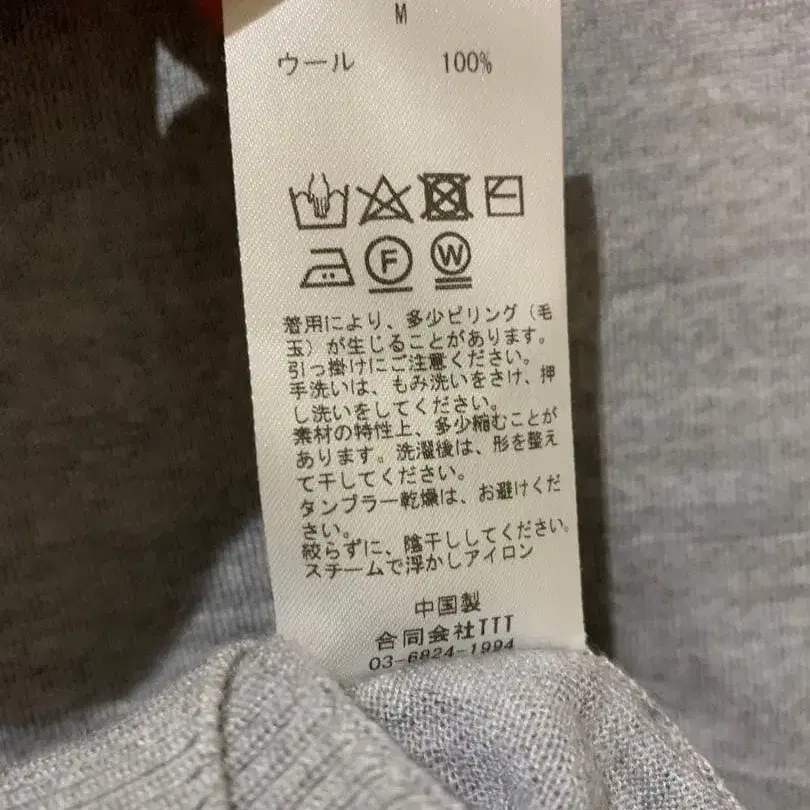 M
ウール 100%
F W
着用により、多少ピリング（毛
玉）が生じることがあります。
引っ掛けにご注意ください。
手洗いは、もみ洗いをさけ、押
し洗いをしてください。
素材の特性上、多少縮むことが
あります。洗濯後は、形を整え
て干してください。
タンブラー乾燥は、お避けくだ
さい。
絞らずに、陰干ししてください。
スチームで浮かしアイロン
中国製
合同会社TTT
03-6824-1994